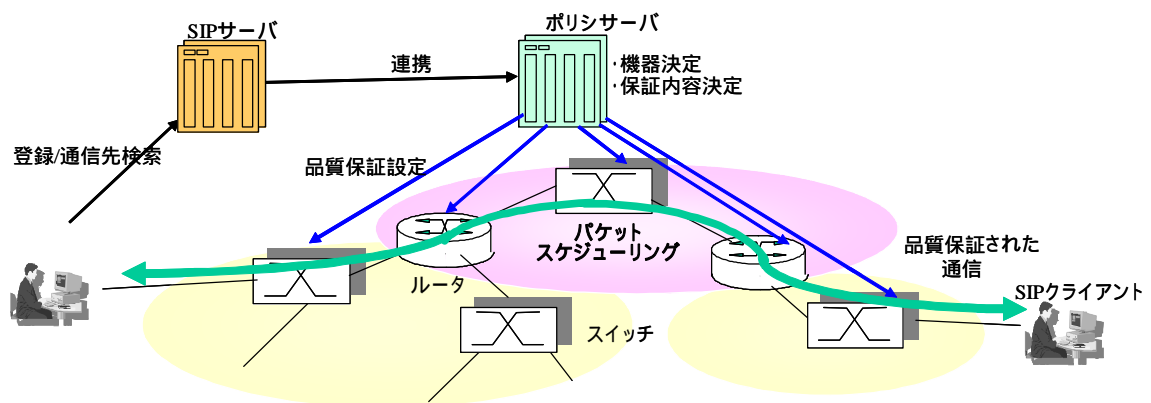 SIPサーバ
ポリシサーバ
連携
・機器決定
・保証内容決定
登録/通信先検索
品質保証設定
パケット
スケジューリング
品質保証された
通信
ルータ
SIPクライアント
スイッチ